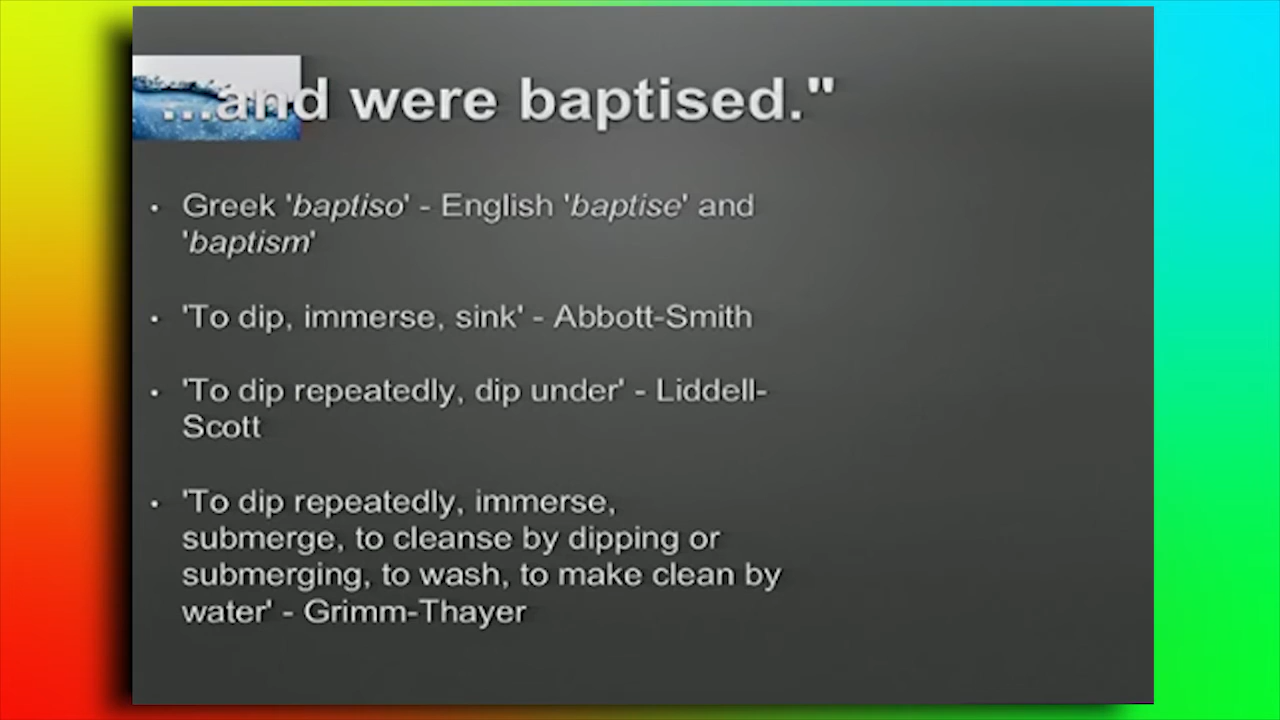 ...and were baptised."
• Greek 'baptiso' - English 'baptise' and
'baptism'
• 'To dip, immerse, sink' - Abbott-Smith
• 'To dip repeatedly, dip under' - Liddell-
Scott
• 'To dip repeatedly, immerse,
submerge, to cleanse by dipping or
submerging, to wash, to make clean by
water' - Grimm-Thayer